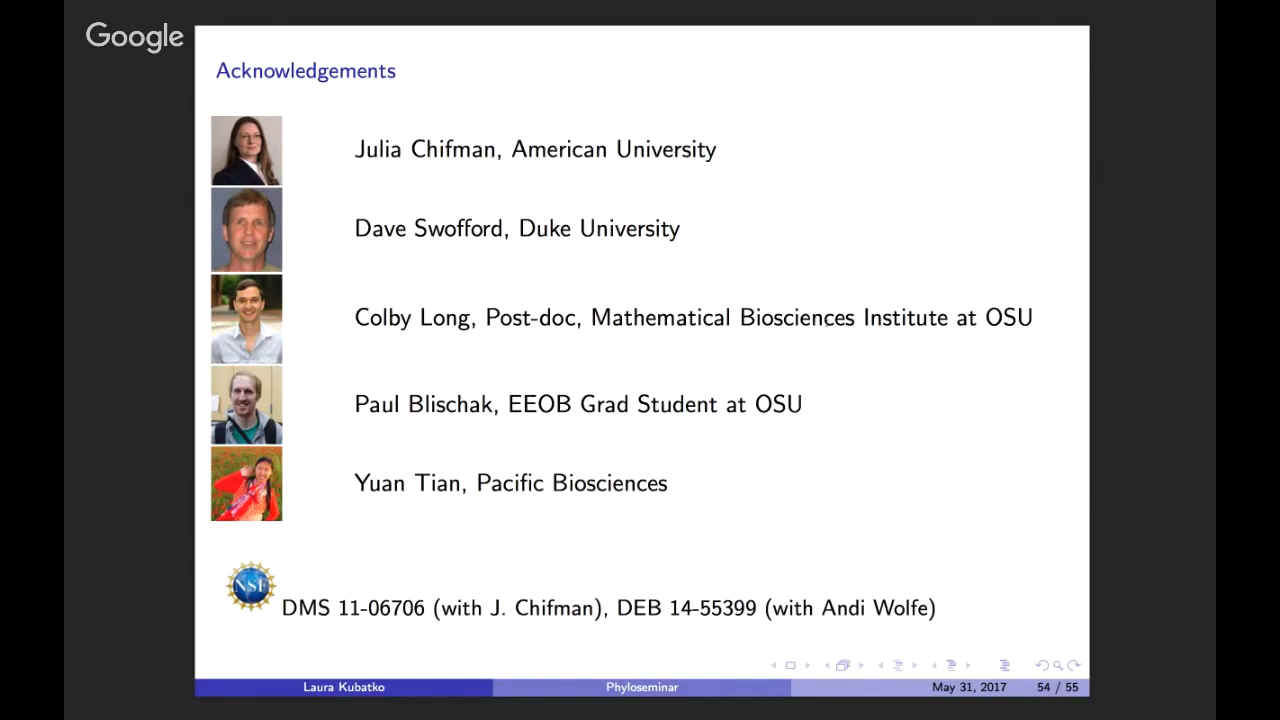 Google
Acknowledgements
Julia Chifman, American University
Dave Swofford, Duke University
Colby Long, Post-doc, Mathematical Biosciences Institute at OSU
Paul Blischak, EEOB Grad Student at OSU
Yuan Tian, Pacific Biosciences
NSF
DMS 11-06706 (with J. Chifman), DEB 14-55399 (with Andi Wolfe)
Laura Kubatko Phyloseminar May 31, 2017 54 / 55